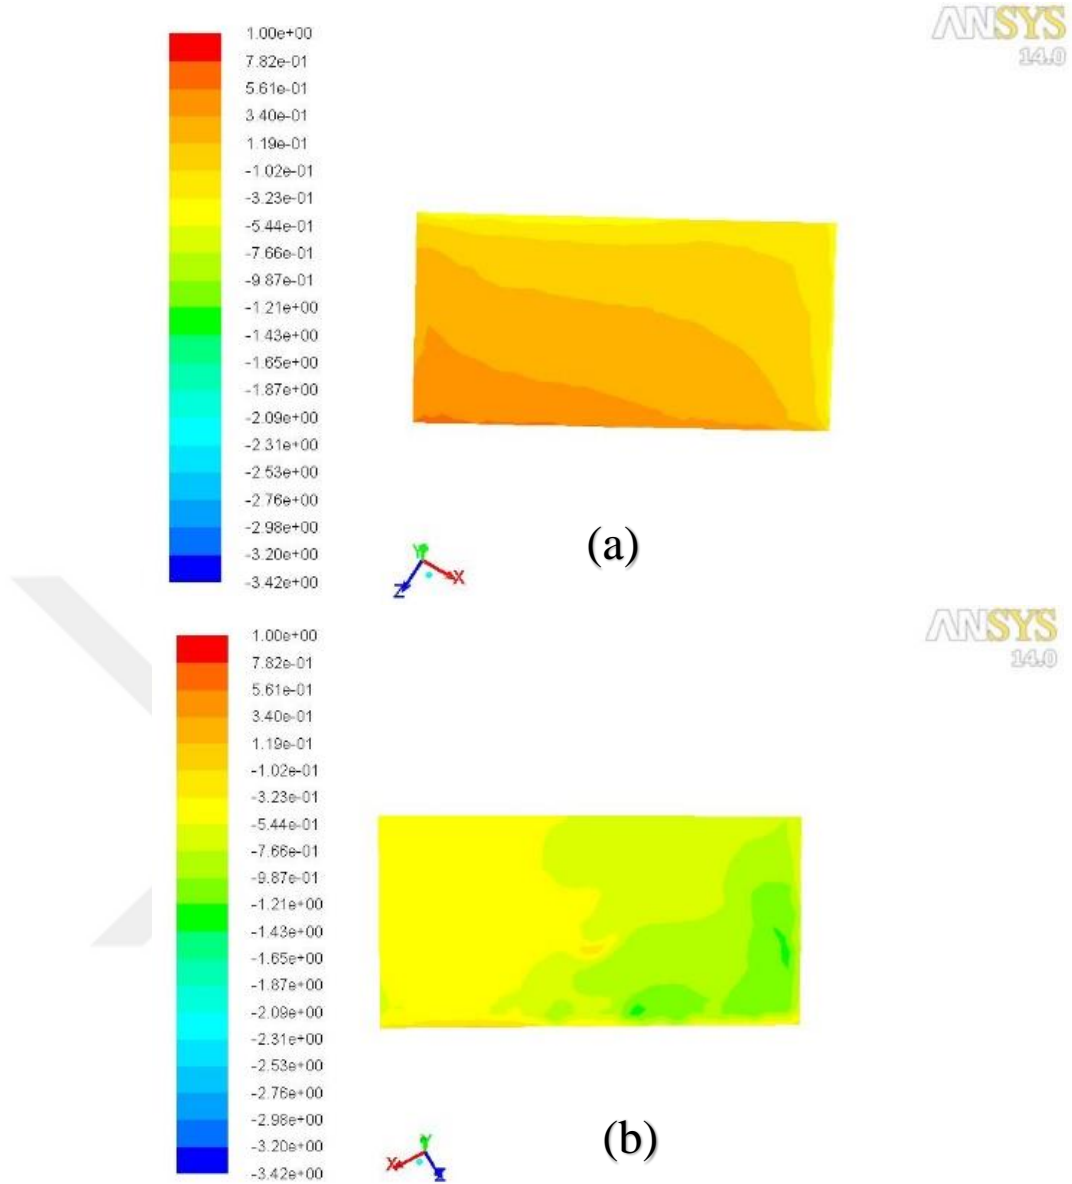 1.00e+00
7.82e-01
5.61e-01
3.40e-01
1.19e-01
-1.02e-01
-3.23e-01
-5.44e-01
-7.66e-01
-9.87e-01
-1.21e+00
-1.43e+00
-1.65e+00
-1.87e+00
-2.09e+00
-2.31e+00
-2.53e+00
-2.76e+00
-2.98e+00
-3.20e+00
-3.42e+00
ANSYS
14.0
Y
X
Z
(a)
1.00e+00
7.82e-01
5.61e-01
3.40e-01
1.19e-01
-1.02e-01
-3.23e-01
-5.44e-01
-7.66e-01
-9.87e-01
-1.21e+00
-1.43e+00
-1.65e+00
-1.87e+00
-2.09e+00
-2.31e+00
-2.53e+00
-2.76e+00
-2.98e+00
-3.20e+00
-3.42e+00
ANSYS
14.0
Y
X
Z
(b)